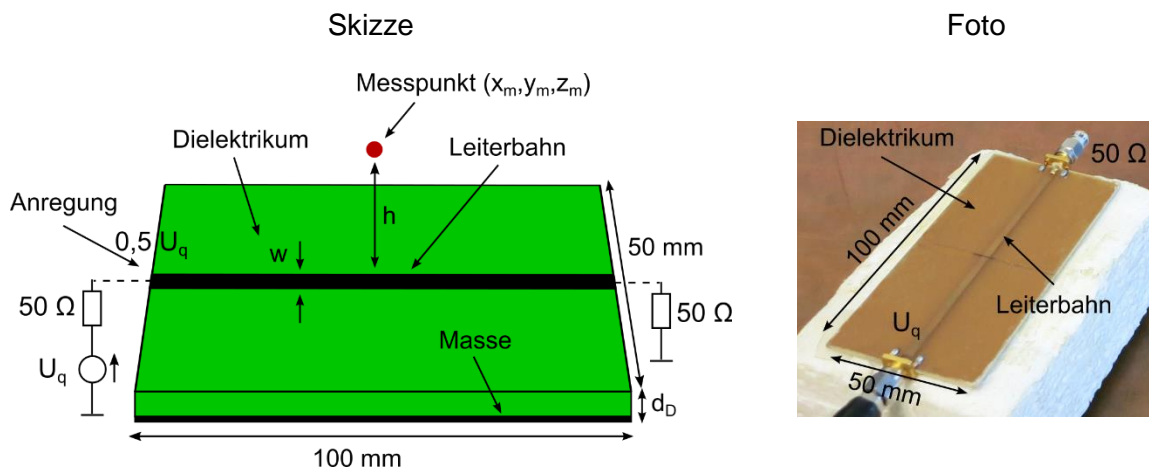 Skizze
Foto
Messpunkt (xm,ym,zm)
Dielektrikum
Leiterbahn
Anregung
0,5 Uq
h
w
50 mm
50 Ω
50 Ω
Uq
Masse
dD
100 mm
Dielektrikum
50 Ω
100 mm
Leiterbahn
Uq
50 mm